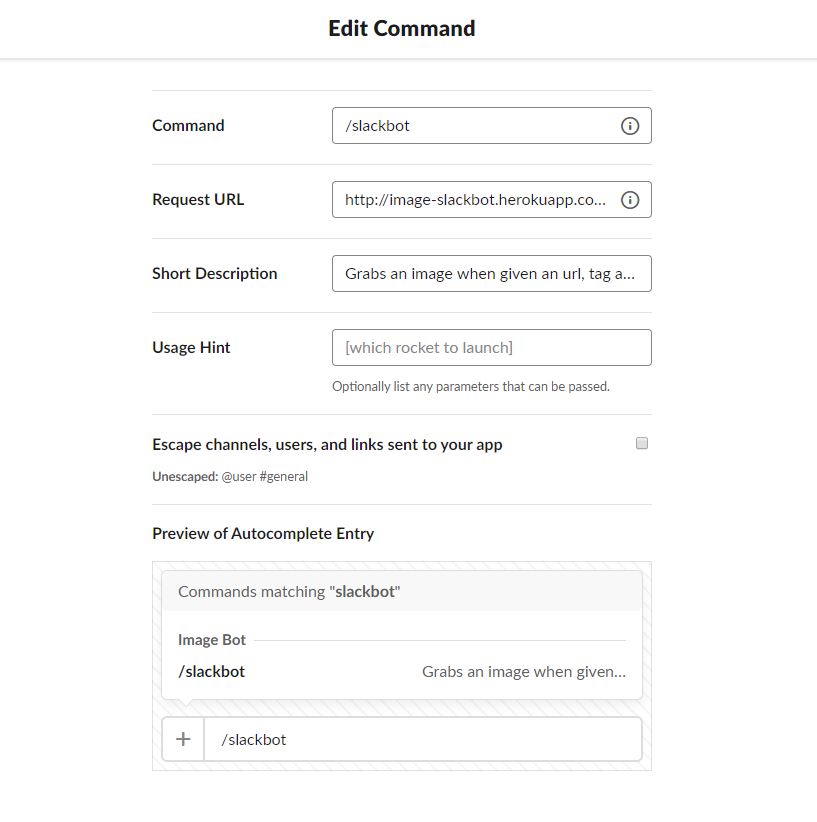 Edit Command
Command
/slackbot
Request URL
http://image-slackbot.herokuapp.co...
Short Description
Grabs an image when given an url, tag a...
Usage Hint
[which rocket to launch]
Optionally list any parameters that can be passed.
Escape channels, users, and links sent to your app
Unescaped: @user #general
Preview of Autocomplete Entry
Commands matching "slackbot"
Image Bot
/slackbot Grabs an image when given...
+ /slackbot